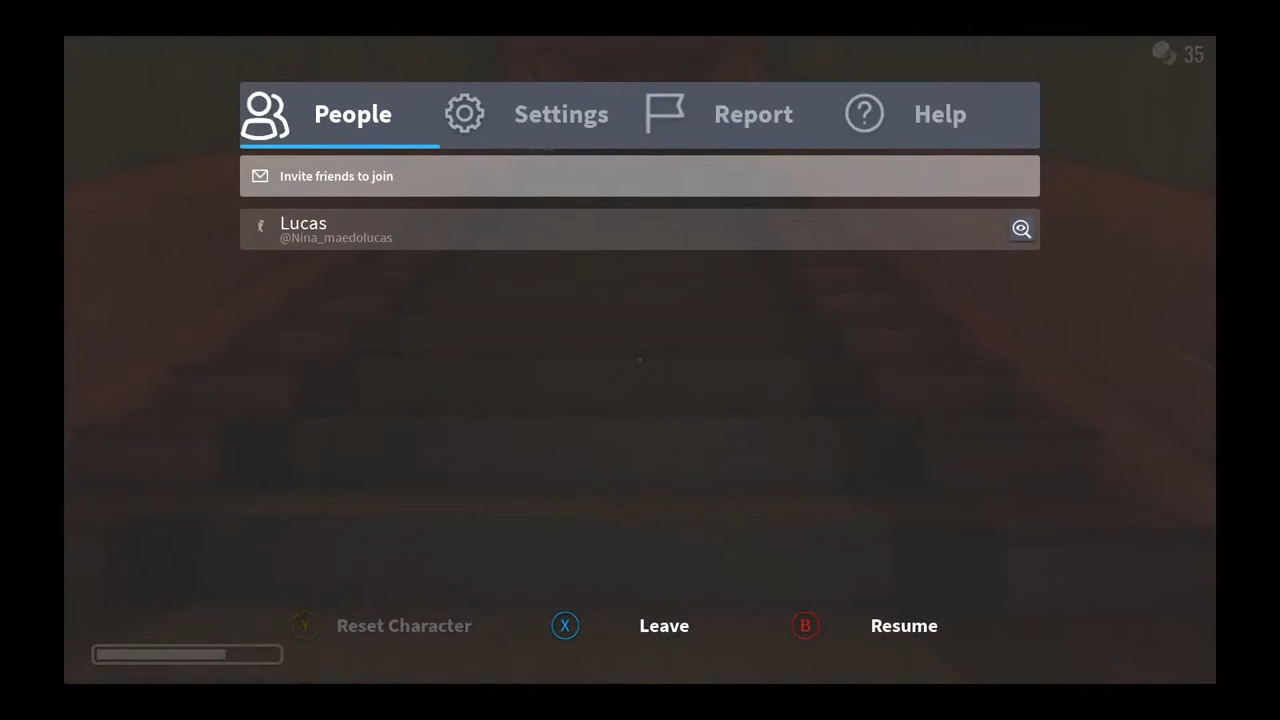 35
People
Settings
Report
Help
Invite friends to join
Lucas
@Nina_maedolucas
Y Reset Character
X Leave
B Resume